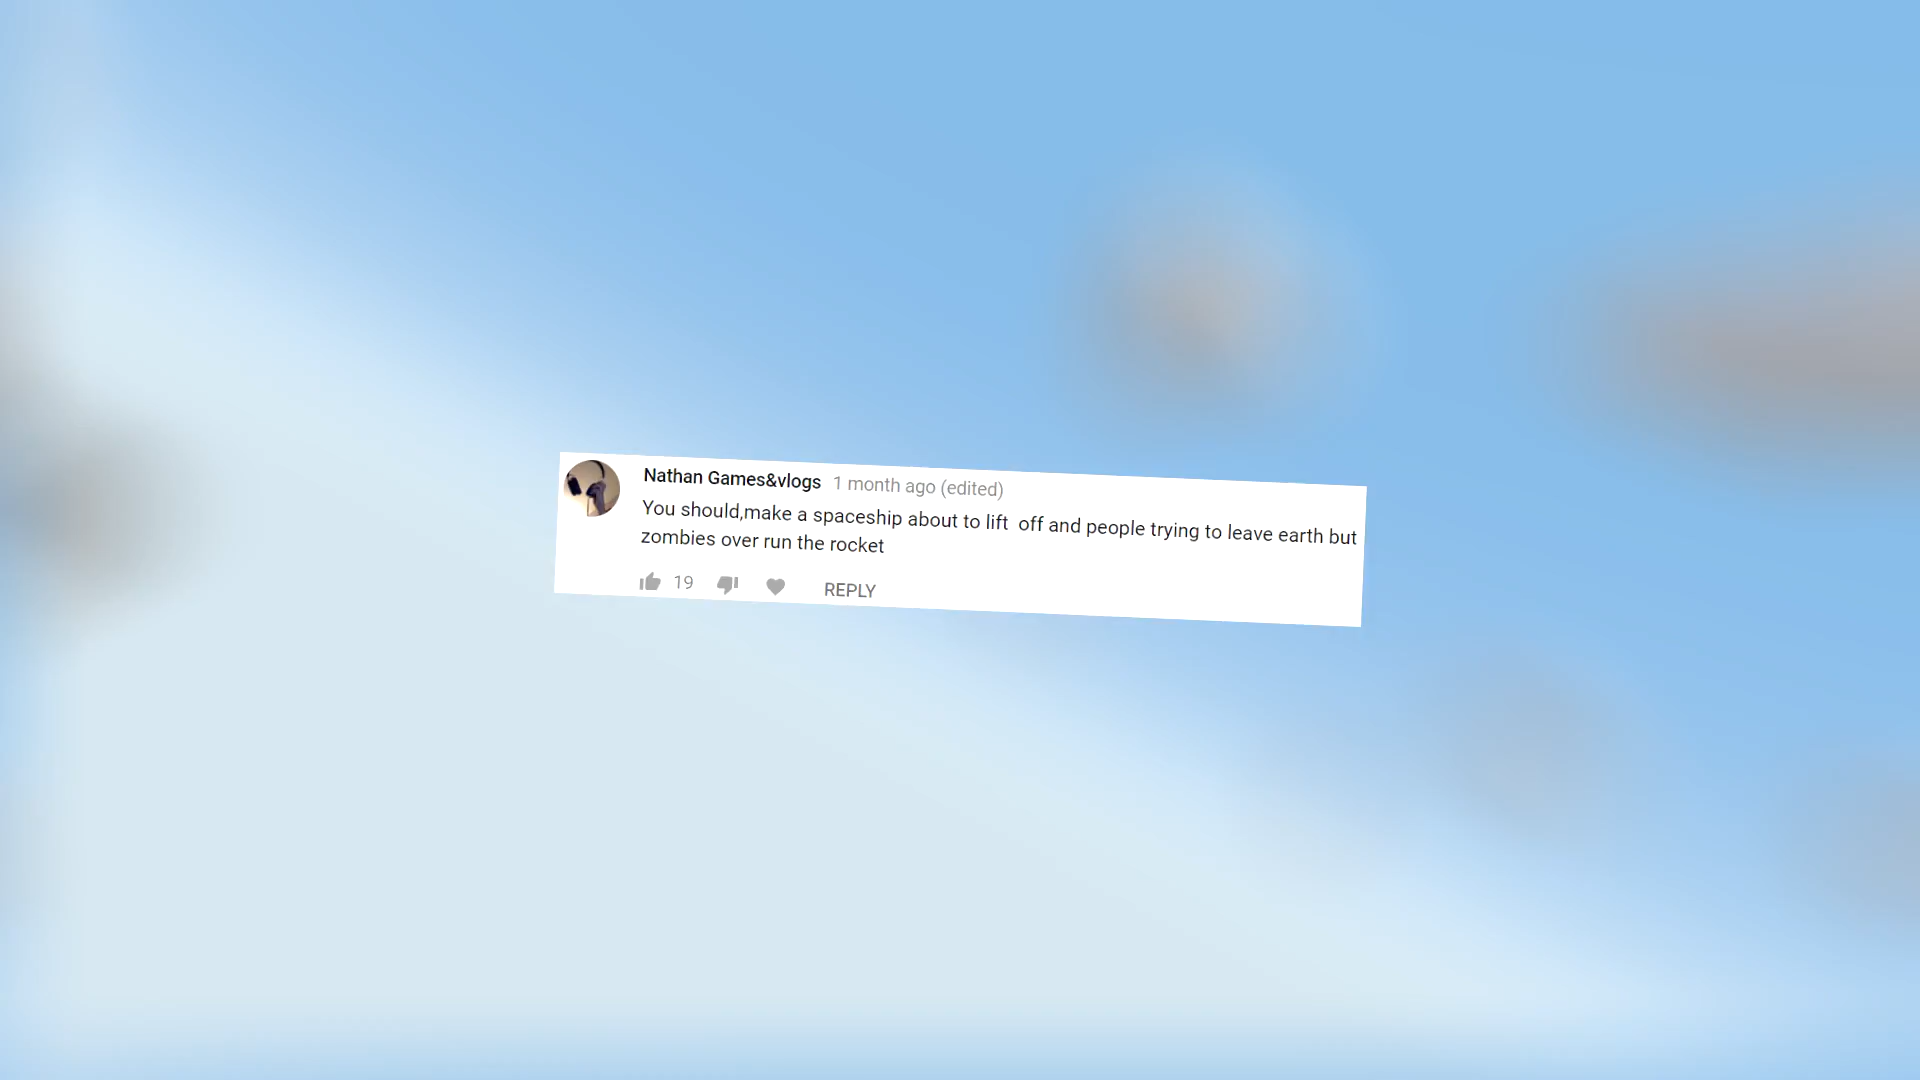 Nathan Games&vlogs 1 month ago (edited)
You should,make a spaceship about to lift  off and people trying to leave earth but
zombies over run the rocket
19 REPLY